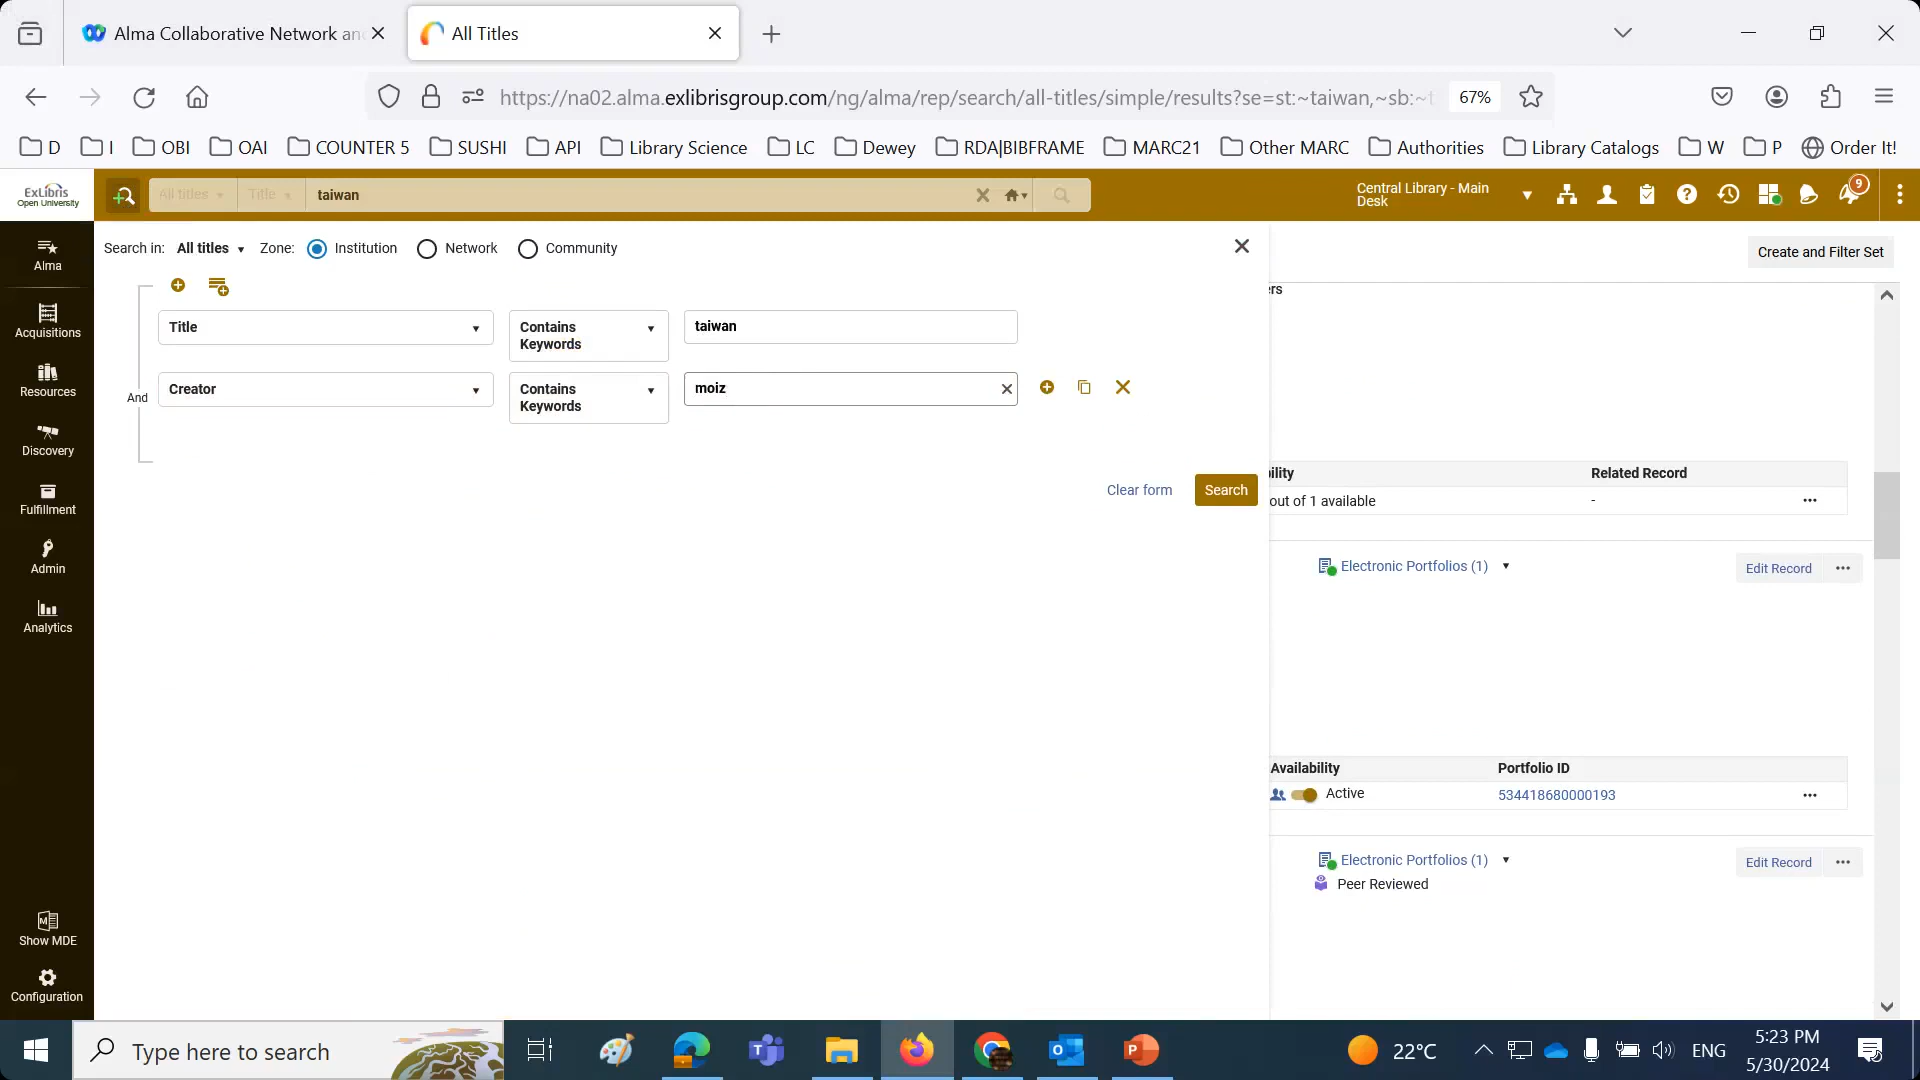 Alma Collaborative Network an
All Titles
https://na02.alma.exlibrisgroup.com/ng/alma/rep/search/all-titles/simple/results?se=st:~taiwan,~sb:~t
67%
D
I
OBI
OAI
COUNTER 5
SUSHI
API
Library Science
LC
Dewey
RDA|BIBFRAME
MARC21
Other MARC
Authorities
Library Catalogs
W
P
Order It!
ExLibris
Open University
All titles
Title
taiwan
Central Library - Main
Desk
9
Alma
Acquisitions
Resources
Discovery
Fulfillment
Admin
Analytics
Show MDE
Configuration
Search in: All titles
Zone:
Institution
Network
Community
Create and Filter Set
ers
Title
Contains
Keywords
taiwan
And
Creator
Contains
Keywords
moiz
Clear form
Search
bility
Related Record
out of 1 available
-
Electronic Portfolios (1)
Edit Record
Availability
Portfolio ID
Active
534418680000193
Electronic Portfolios (1)
Edit Record
Peer Reviewed
Type here to search
22°C
ENG
5:23 PM
5/30/2024